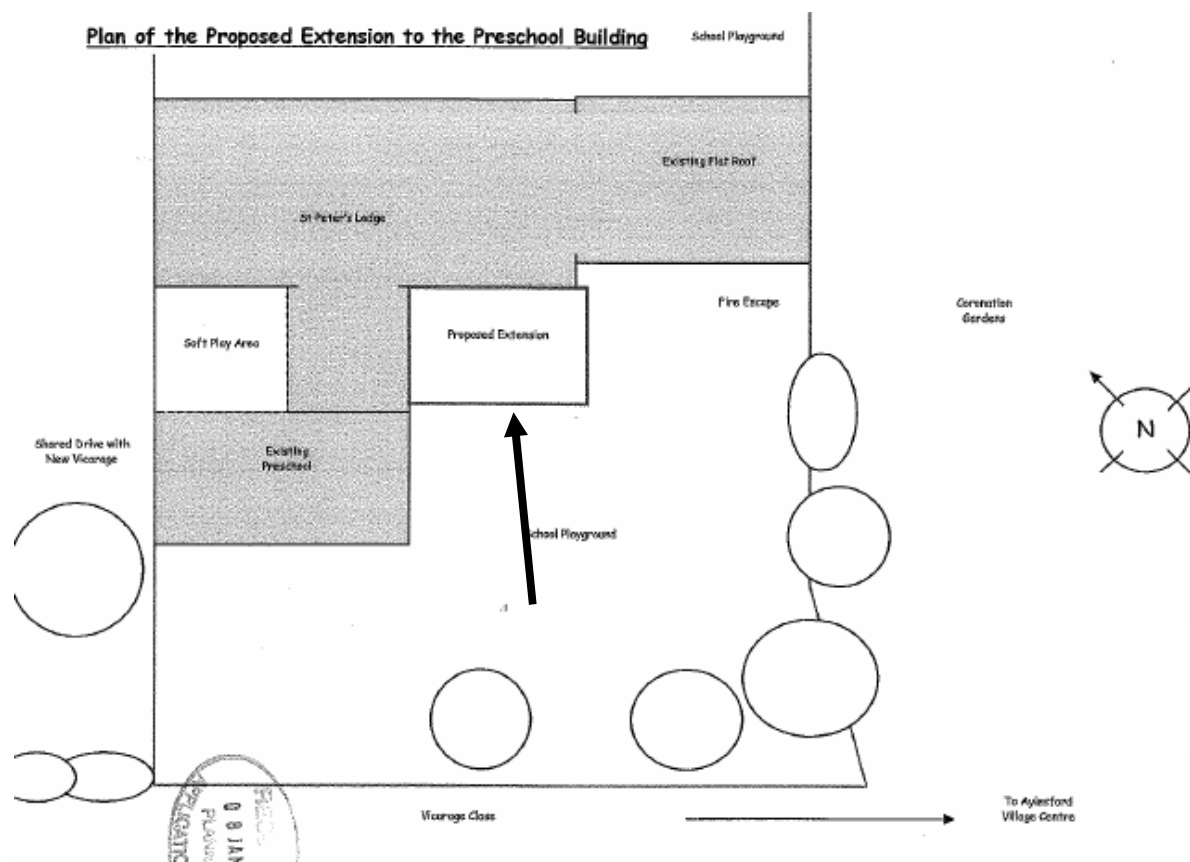 Plan of the Proposed Extension to the Preschool Building
School Playground
Existing Flat Roof
St Peter's Lodge
Fire Escape
Coronation
Gardens
Soft Play Area
Proposed Extension
Shared Drive with
New Vicarage
Existing
Preschool
N
School Playground
Vicarage Close
To Aylesford
Village Centre
08 JAN